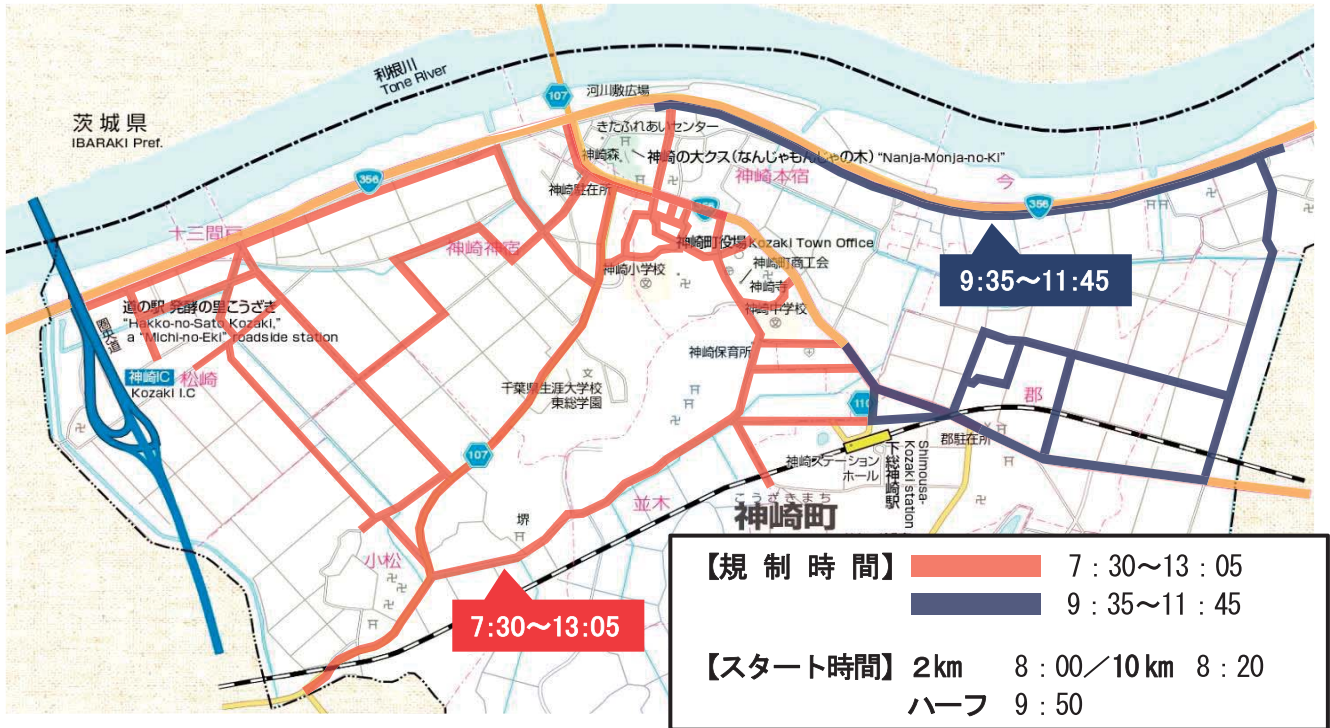 利根川
Tone River
107
河川敷広場
茨城県
IBARAKI Pref.
きたふれあいセンター
神崎森
神崎の大クス(なんじゃもんじゃの木) "Nanja-Monja-no-Ki"
356
神崎駐在所
神崎本宿
今
356
十三間戸
神崎神宿
神崎町役場 Kozaki Town Office
神崎小学校
神崎町商工会
神崎寺
9:35～11:45
道の駅 発酵の里こうざき
"Hakko-no-Sato Kozaki,"
a "Michi-no-Eki" roadside station
圏央道
神崎中学校
神崎保育所
神崎IC
Kozaki I.C
松崎
千葉県生涯大学校
東総学園
郡
110
107
神崎ステーション
ホール
下総神崎駅
Shimousa-
Kozaki station
郡駐在所
並木
こうざきまち
神崎町
堺
小松
7:30～13:05
【規制時間】 7：30～13：05
9：35～11：45
【スタート時間】 2km 8：00／10km 8：20
ハーフ 9：50